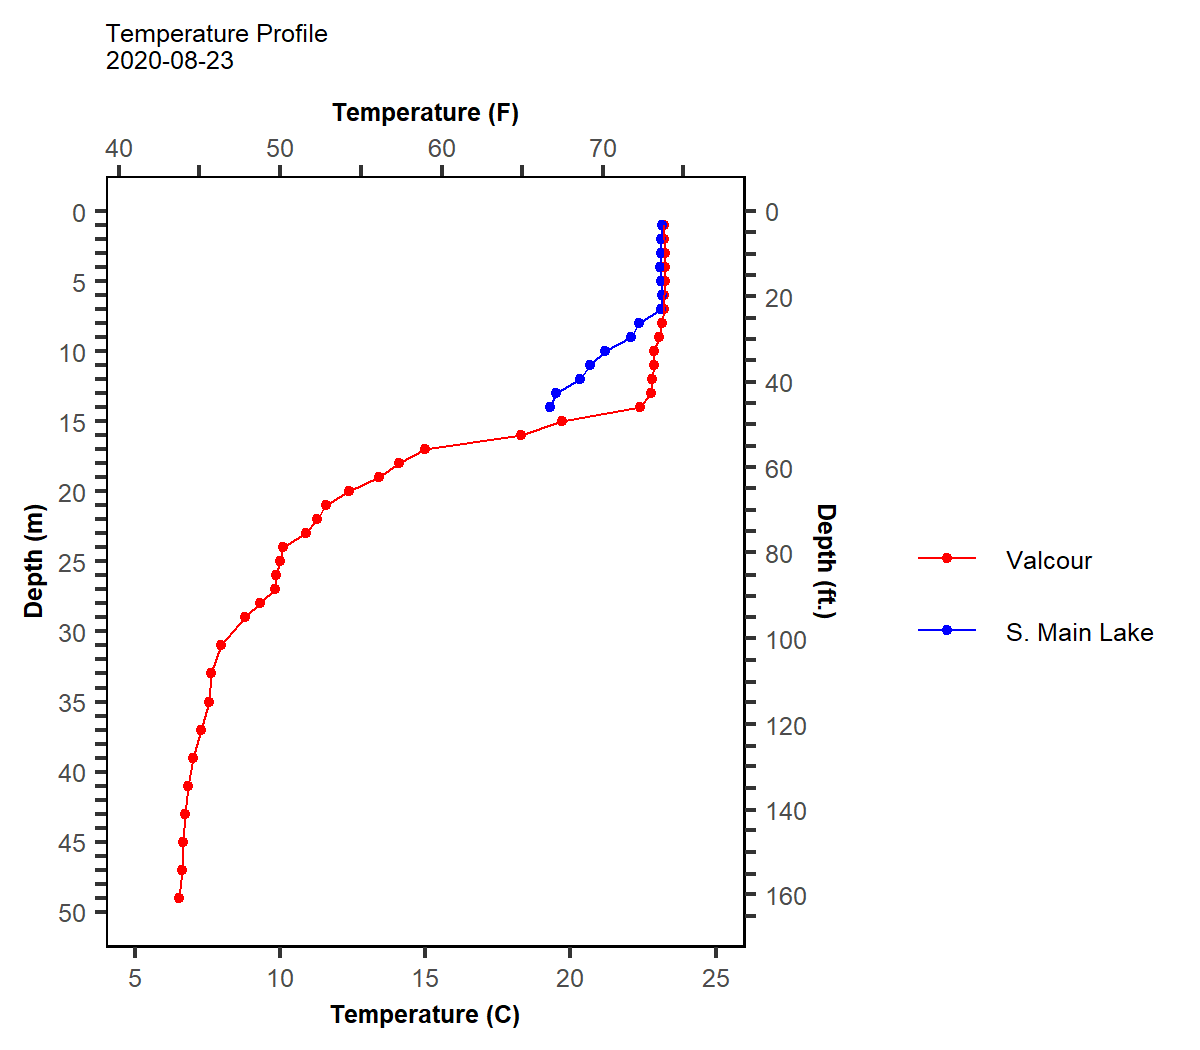 Temperature Profile
2020-08-23
Temperature (F)
40 50 60 70
0
5
10
15
20
25
30
35
40
45
50
Depth (m)
0
20
40
60
80
100
120
140
160
Depth (ft.)
Valcour
S. Main Lake
5 10 15 20 25
Temperature (C)